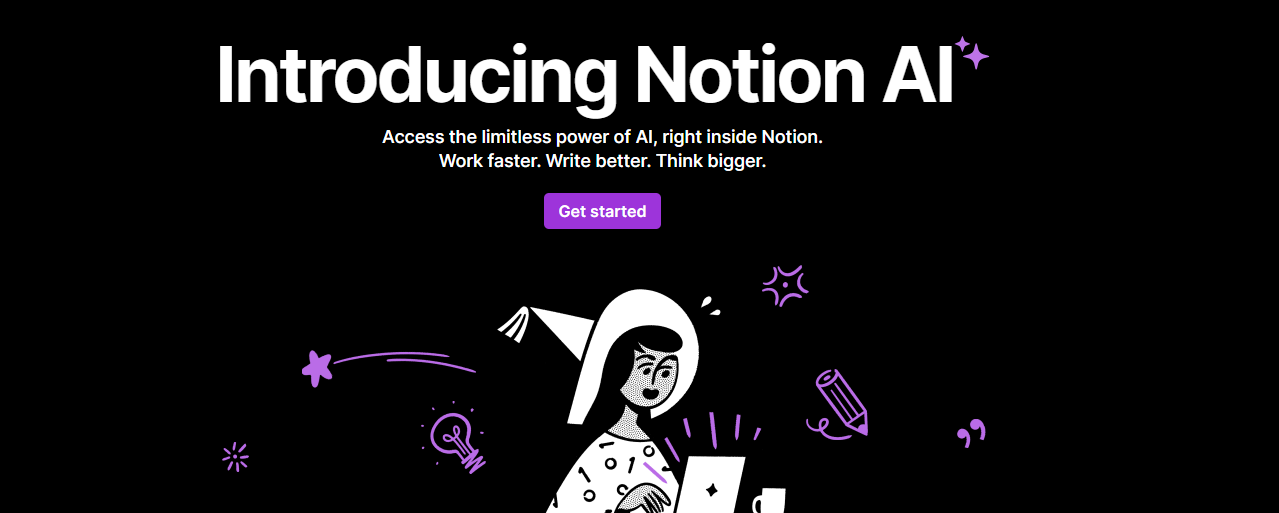 Introducing Notion AI
Access the limitless power of AI, right inside Notion.
Work faster. Write better. Think bigger.
Get started